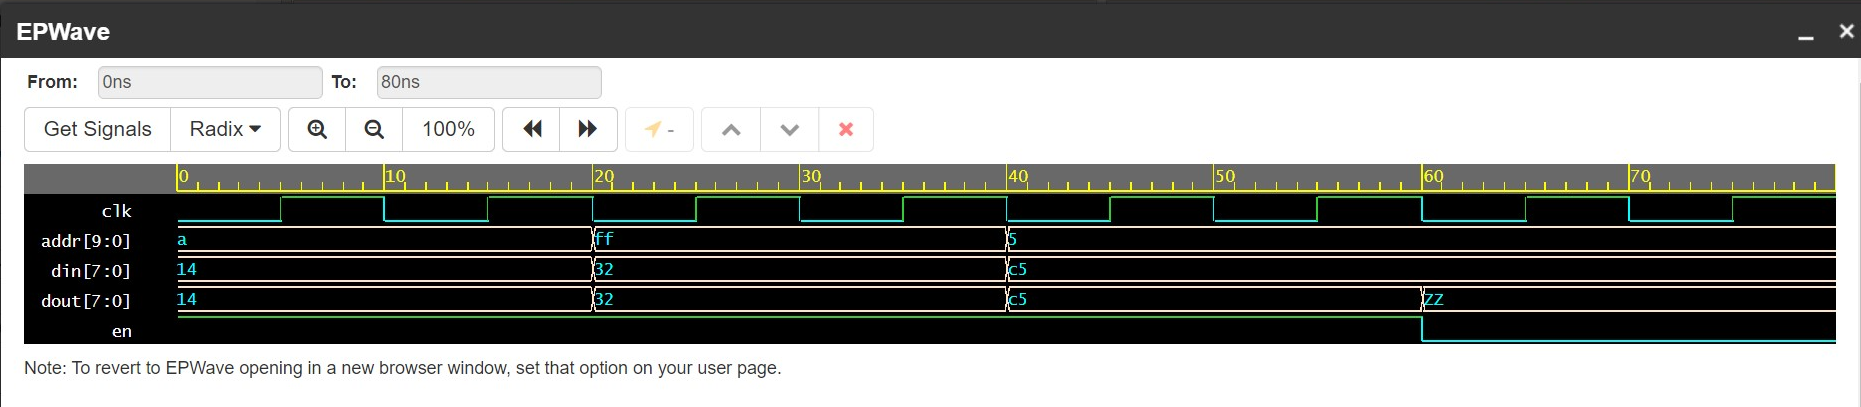 EPWave
From: 0ns To: 80ns
Get Signals Radix 100% -
0 10 20 30 40 50 60 70
clk
addr[9:0] a ff 5
din[7:0] 14 32 c5
dout[7:0] 14 32 c5 ZZ
en
Note: To revert to EPWave opening in a new browser window, set that option on your user page.